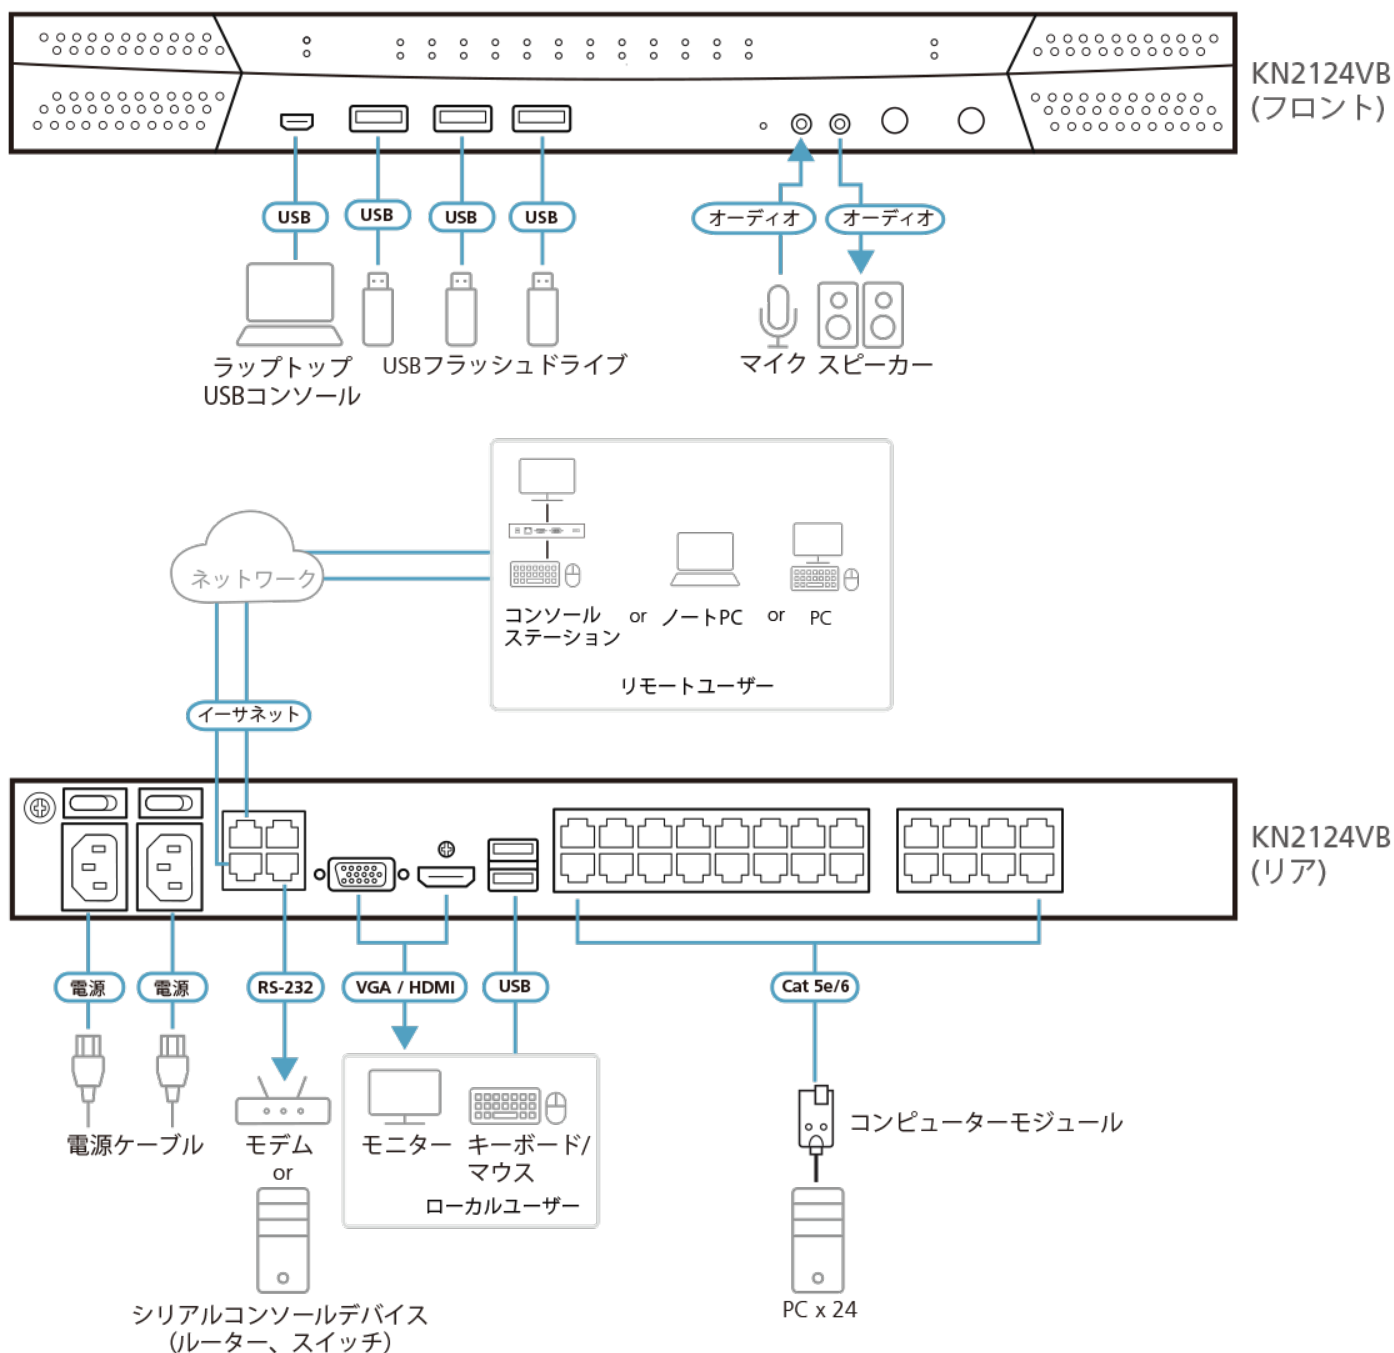 KN2124VB
(フロント)
USB
USB
USB
USB
オーディオ
オーディオ
ラップトップ
USBコンソール
USBフラッシュドライブ
マイク
スピーカー
ネットワーク
コンソール
ステーション
or
ノートPC
or
PC
リモートユーザー
イーサネット
KN2124VB
(リア)
電源
電源
RS-232
VGA / HDMI
USB
Cat 5e/6
電源ケーブル
モデム
or
モニター
キーボード/
マウス
ローカルユーザー
コンピューターモジュール
シリアルコンソールデバイス
(ルーター、スイッチ)
PC x 24